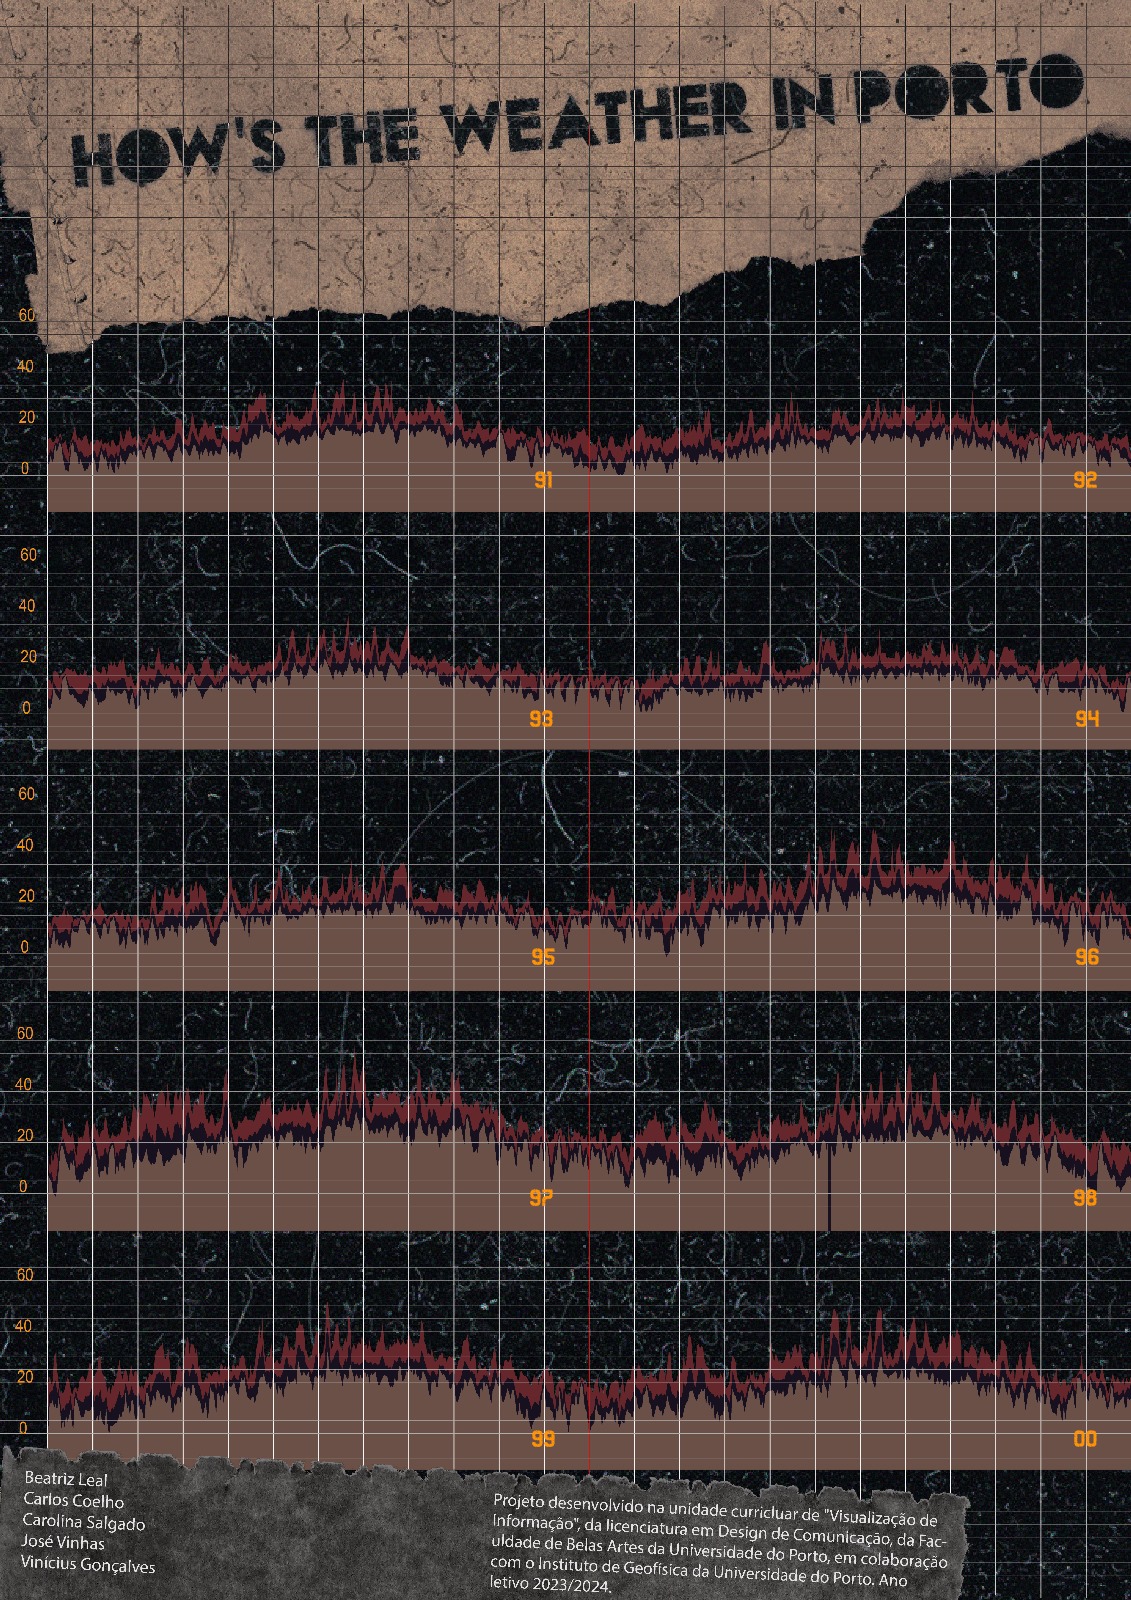 HOW'S THE WEATHER IN PORTO
60
40
20
0
91
92
60
40
20
0
93
94
60
40
20
0
95
96
60
40
20
0
97
98
60
40
20
0
99
00
Beatriz Leal
Carlos Coelho
Carolina Salgado
José Vinhas
Vinícius Gonçalves
Projeto desenvolvido na unidade curricluar de "Visualização de
Informação", da licenciatura em Design de Comunicação, da Fac-
uldade de Belas Artes da Universidade do Porto, em colaboração
com o Instituto de Geofísica da Universidade do Porto. Ano
letivo 2023/2024.